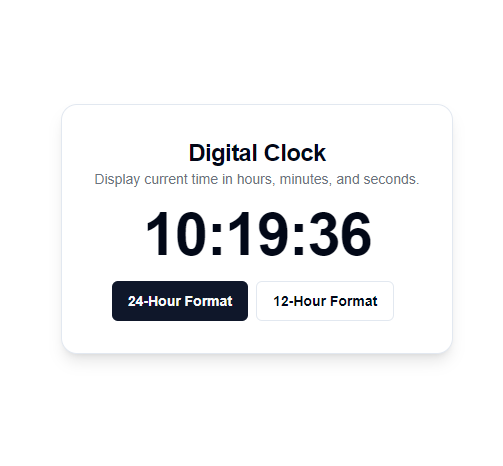 Digital Clock
Display current time in hours, minutes, and seconds.
10:19:36
24-Hour Format 12-Hour Format